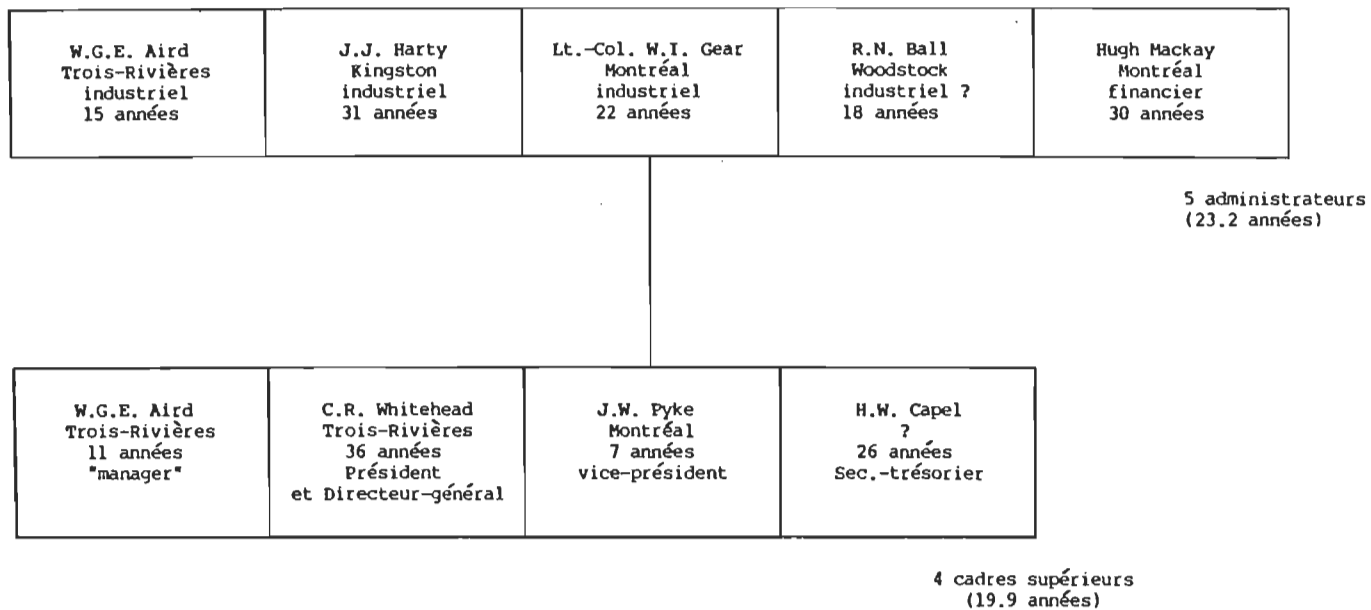 W.G.E. Aird
Trois-Rivières
industriel
15 années
J.J. Harty
Kingston
industriel
31 années
Lt.-Col. W.I. Gear
Montréal
industriel
22 années
R.N. Ball
Woodstock
industriel ?
18 années
Hugh Mackay
Montréal
financier
30 années
5 administrateurs
(23.2 années)
W.G.E. Aird
Trois-Rivières
11 années
"manager"
C.R. Whitehead
Trois-Rivières
36 années
Président
et Directeur-général
J.W. Pyke
Montréal
7 années
vice-président
H.W. Capel
?
26 années
Sec.-trésorier
4 cadres supérieurs
(19.9 années)